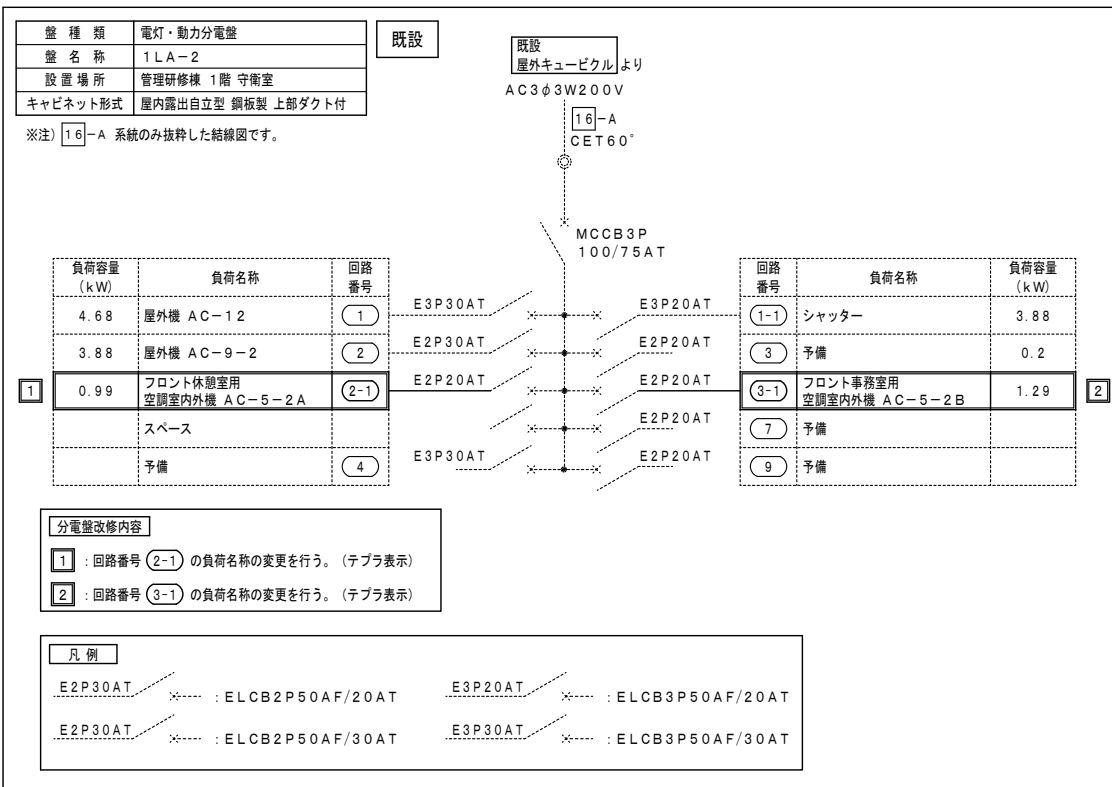 盤種類 電灯・動力分電盤
盤名称 1LA-2
設置場所 管理研修棟 1階 守衛室
キャビネット形式 屋内露出自立型 鋼板製 上部ダクト付
既設
※注) 16-A 系統のみ抜粋した結線図です。
既設
屋外キュービクル より
AC3φ3W200V
16-A
CET60°
MCCB3P
100/75AT
負荷容量
(kW)
負荷名称
回路
番号
4.68 屋外機 AC-12 1 E3P30AT
3.88 屋外機 AC-9-2 2 E2P30AT
1 0.99 フロント休憩室用
空調室内外機 AC-5-2A 2-1 E2P20AT
スペース
予備 4 E3P30AT
回路
番号
負荷名称
負荷容量
(kW)
E3P20AT 1-1 シャッター 3.88
E2P20AT 3 予備 0.2
E2P20AT 3-1 フロント事務室用
空調室内外機 AC-5-2B 1.29 2
E2P20AT 7 予備
E2P20AT 9 予備
分電盤改修内容
1 :回路番号 2-1 の負荷名称の変更を行う。(テプラ表示)
2 :回路番号 3-1 の負荷名称の変更を行う。(テプラ表示)
凡例
E2P30AT :ELCB2P50AF/20AT
E3P20AT :ELCB3P50AF/20AT
E2P30AT :ELCB2P50AF/30AT
E3P30AT :ELCB3P50AF/30AT